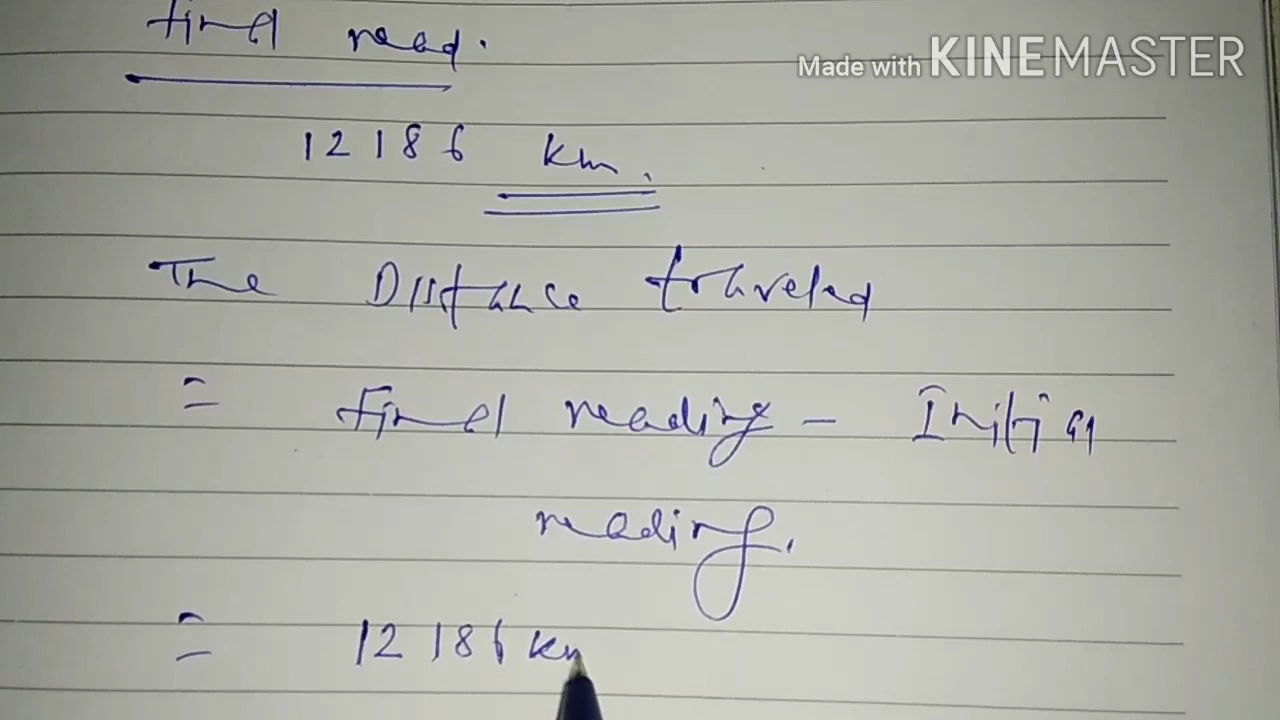 Final read.
Made with KINEMASTER
12186 km.
The Distance traveled
= Final reading - Initial
reading.
= 12186 km